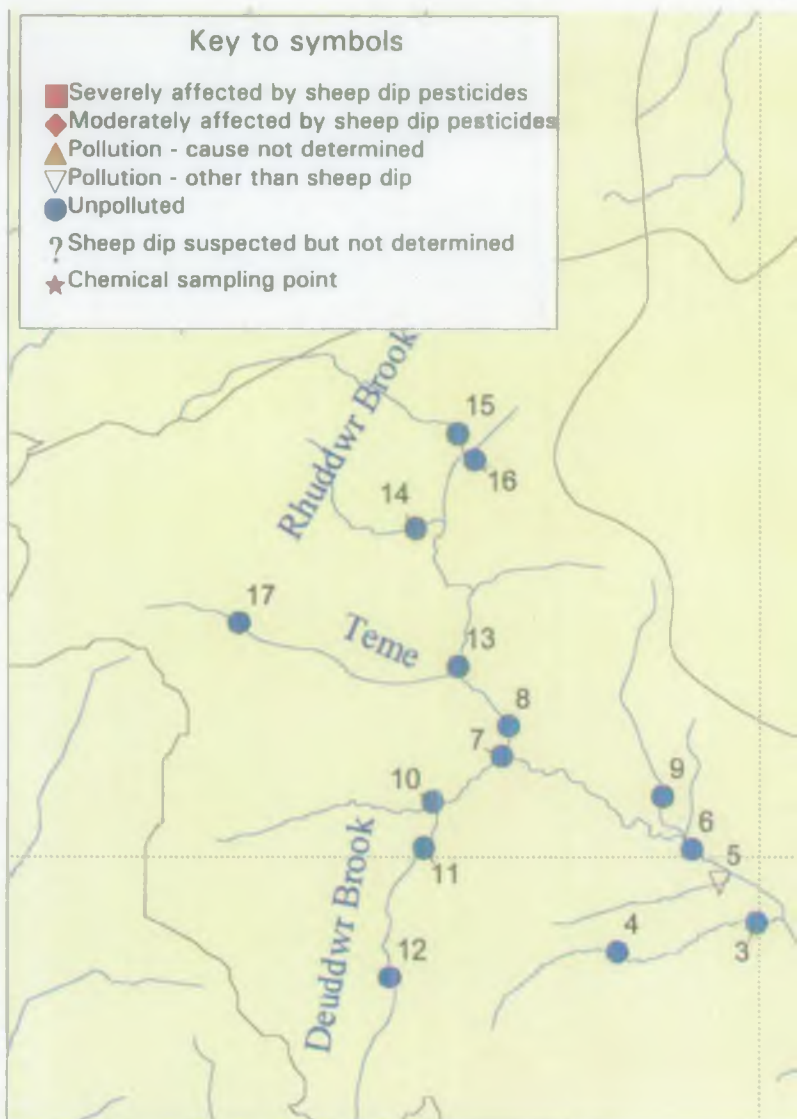 Key to symbols
Severely affected by sheep dip pesticides
Moderately affected by sheep dip pesticides
Pollution - cause not determined
Pollution - other than sheep dip
Unpolluted
? Sheep dip suspected but not determined
Chemical sampling point
Rhuddwr Brook
15
16
14
17
Teme
13
8
7
10
9
6
5
11
Deuddwr Brook
4
3
12